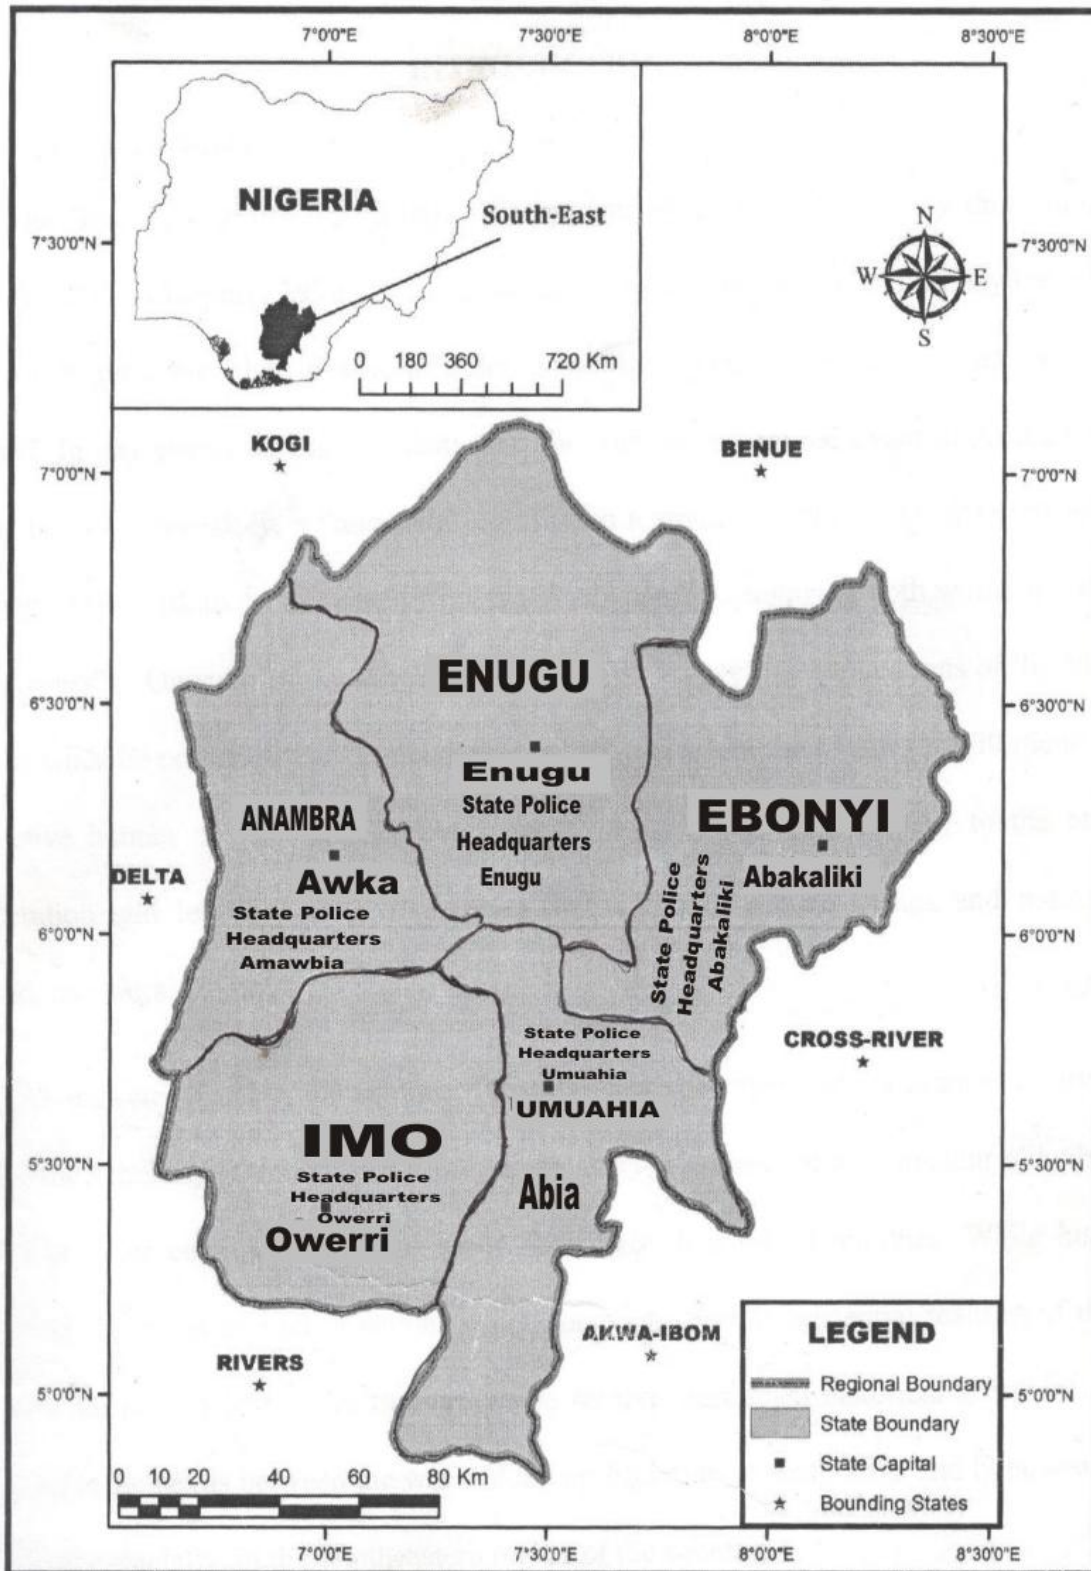 7°0'0"E 7°30'0"E 8°0'0"E 8°30'0"E
NIGERIA
South-East
0 180 360 720 Km
N
W E
S
7°30'0"N 7°30'0"N
KOGI
BENUE
7°0'0"N 7°0'0"N
ENUGU
6°30'0"N 6°30'0"N
Enugu
State Police
Headquarters
Enugu
ANAMBRA
Awka
State Police
Headquarters
Amawbia
EBONYI
Abakaliki
State Police
Headquarters
Abakaliki
DELTA
6°0'0"N 6°0'0"N
CROSS-RIVER
State Police
Headquarters
Umuahia
UMUAHIA
Abia
IMO
State Police
Headquarters
Owerri
Owerri
5°30'0"N 5°30'0"N
RIVERS
AKWA-IBOM
5°0'0"N 5°0'0"N
LEGEND
Regional Boundary
State Boundary
State Capital
Bounding States
0 10 20 40 60 80 Km
7°0'0"E 7°30'0"E 8°0'0"E 8°30'0"E